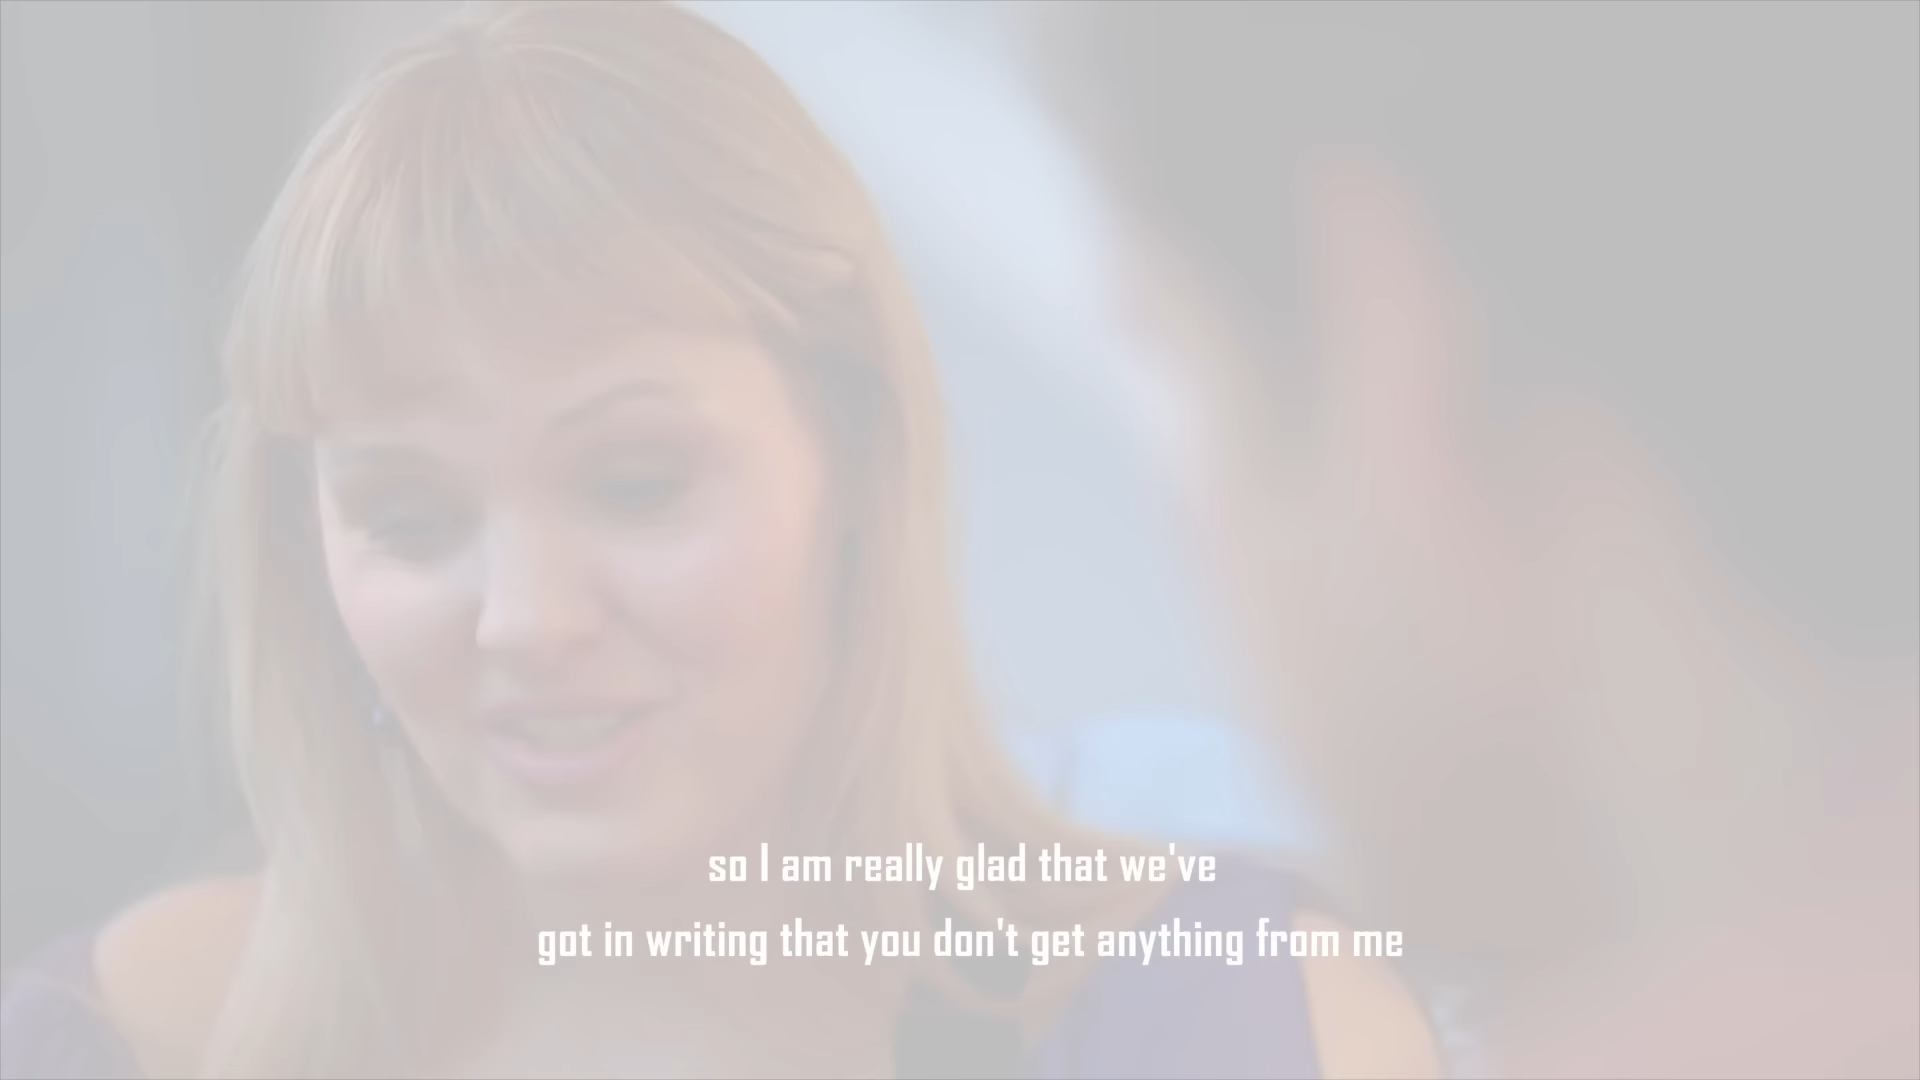 so I am really glad that we've
got in writing that you don't get anything from me